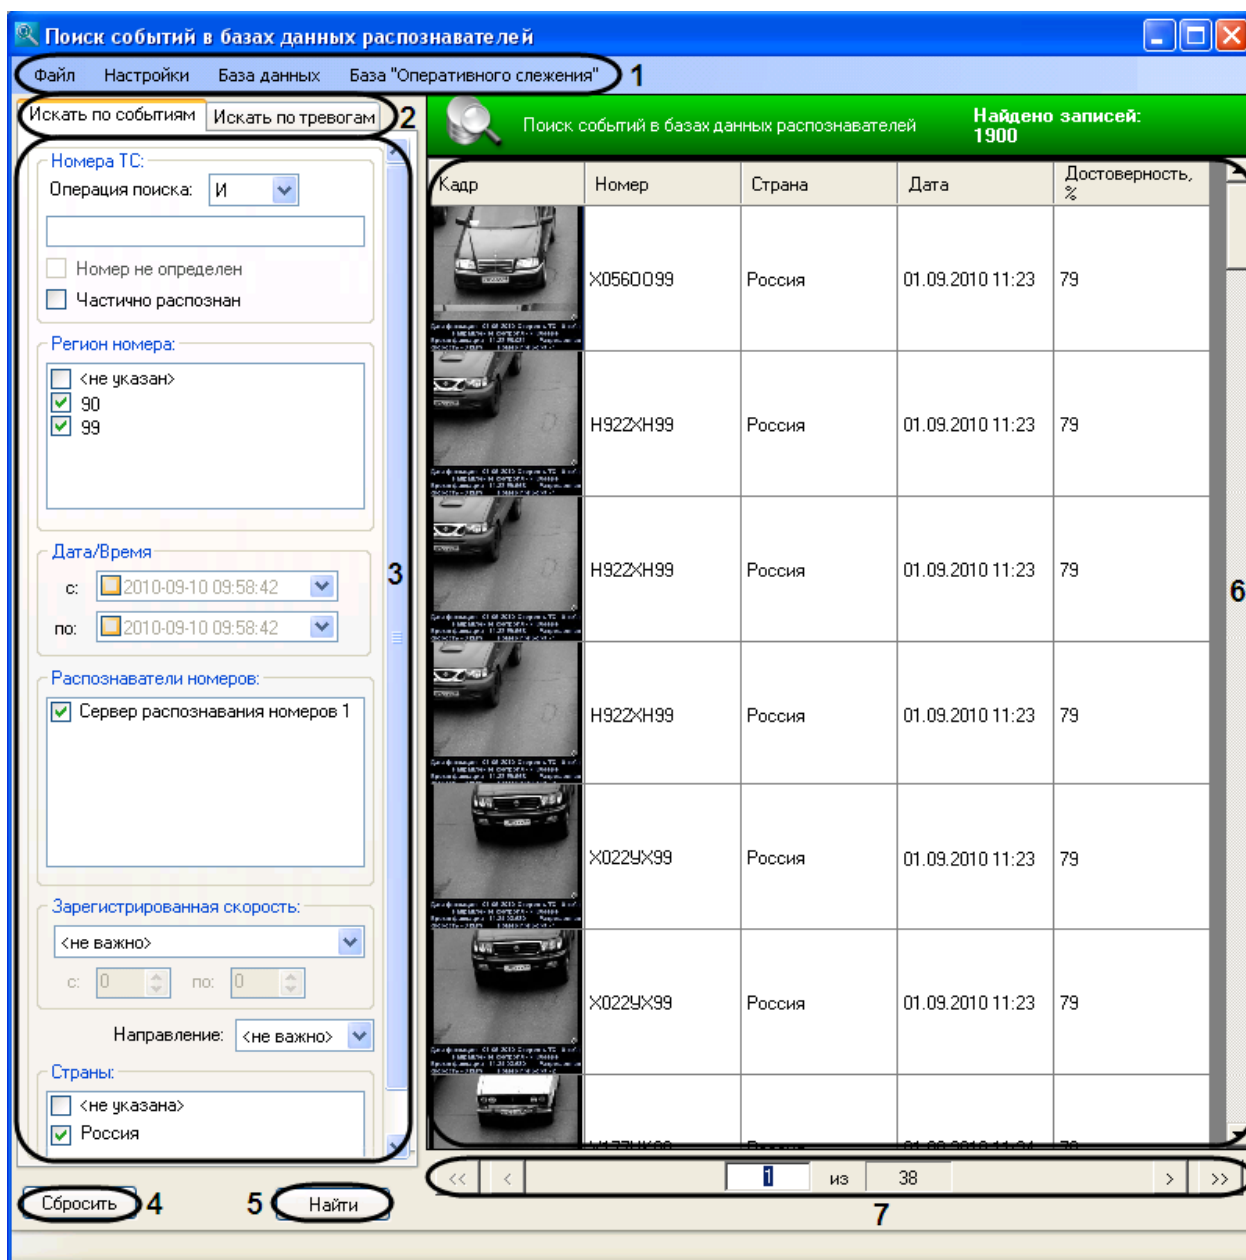 Поиск событий в базах данных распознавателей
Файл Настройки База данных База "Оперативного слежения" 1
Искать по событиям Искать по тревогам 2
Поиск событий в базах данных распознавателей
Найдено записей:
1900
Номера ТС:
Операция поиска: И
Номер не определен
Частично распознан
Регион номера:
<не указан>
90
99
Дата/Время
с: 2010-09-10 09:58:42
по: 2010-09-10 09:58:42
3
Распознаватели номеров:
Сервер распознавания номеров 1
Зарегистрированная скорость:
<не важно>
с: 0 по: 0
Направление: <не важно>
Страны:
<не указана>
Россия
Сбросить 4 5 Найти
Кадр Номер Страна Дата Достоверность, %
X056OO99 Россия 01.09.2010 11:23 79
H922XH99 Россия 01.09.2010 11:23 79
H922XH99 Россия 01.09.2010 11:23 79
6
H922XH99 Россия 01.09.2010 11:23 79
X022УX99 Россия 01.09.2010 11:23 79
X022УX99 Россия 01.09.2010 11:23 79
<< < 1 из 38 > >>
7